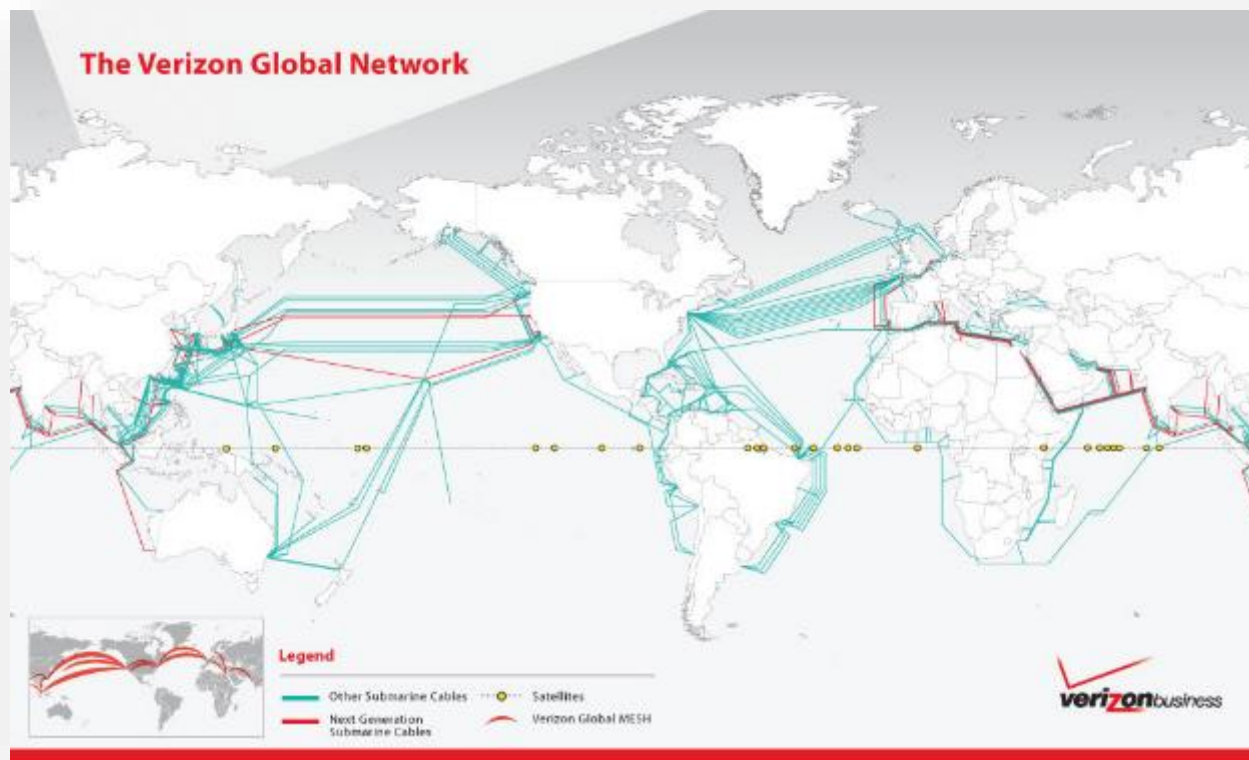 The Verizon Global Network
Legend
Other Submarine Cables
Satellites
Next Generation
Submarine Cables
Verizon Global MESH
verizonbusiness